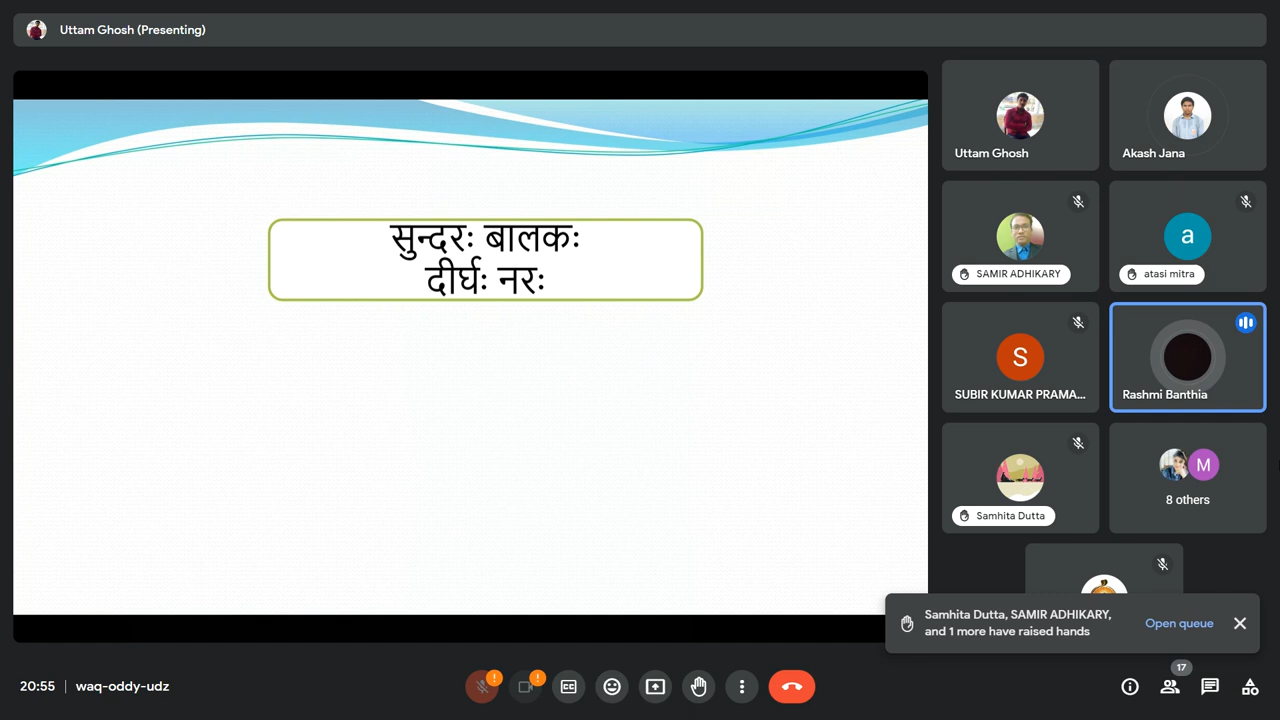 Uttam Ghosh (Presenting)
सुन्दरः बालकः
दीर्घः नरः
Uttam Ghosh
Akash Jana
SAMIR ADHIKARY
a
atasi mitra
S
SUBIR KUMAR PRAMA...
Rashmi Banthia
Samhita Dutta
M
8 others
Samhita Dutta, SAMIR ADHIKARY,
and 1 more have raised hands
Open queue
20:55 | waq-oddy-udz
17